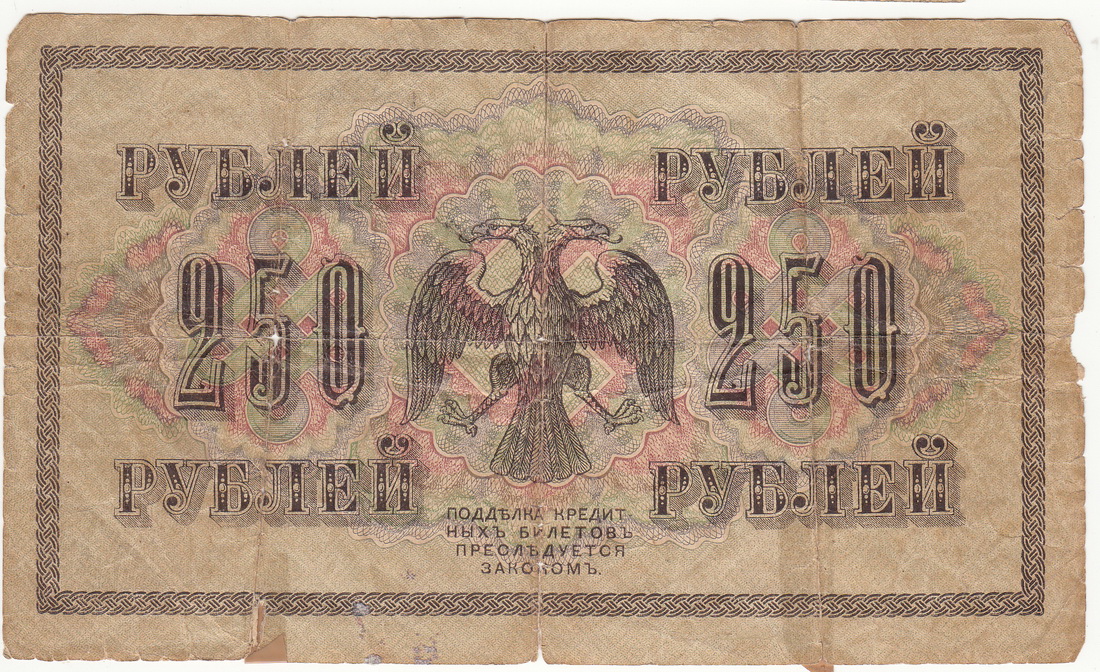 РУБЛЕЙ РУБЛЕЙ
250 250
РУБЛЕЙ РУБЛЕЙ
ПОДДѢЛКА КРЕДИТ
НЫХЪ БИЛЕТОВЪ
ПРЕСЛѢДУЕТСЯ
ЗАКОНОМЪ.